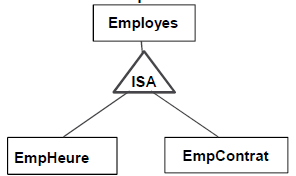 Employes
ISA
EmpHeure
EmpContrat